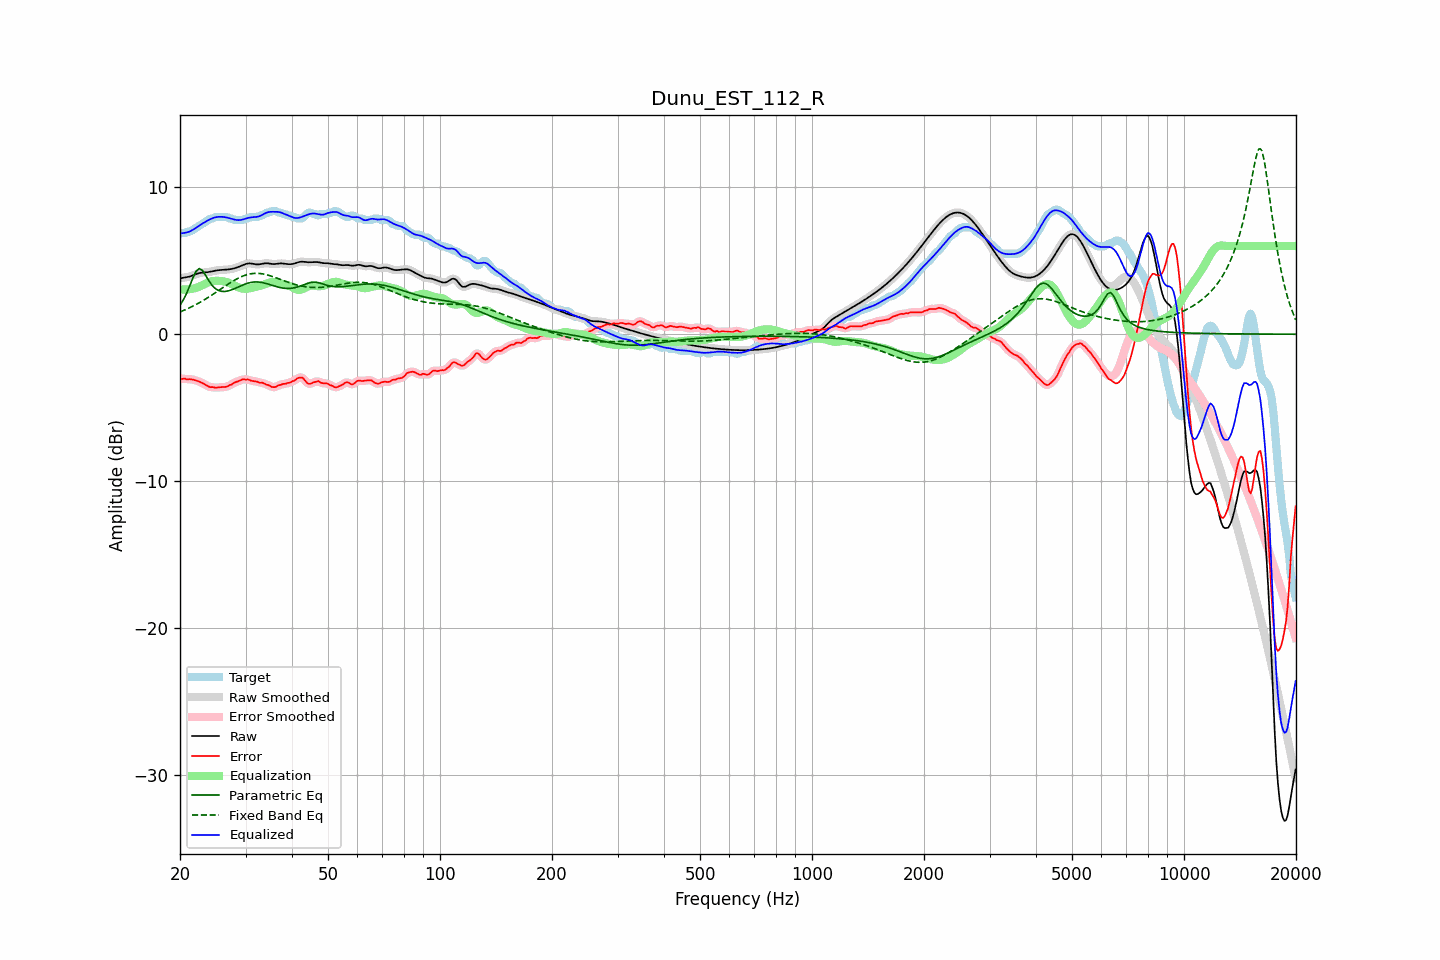 Dunu_EST_112_R
10
0
−10
−20
−30
Amplitude (dBr)
Target
Raw Smoothed
Error Smoothed
Raw
Error
Equalization
Parametric Eq
Fixed Band Eq
Equalized
20 50 100 200 500 1000 2000 5000 10000 20000
Frequency (Hz)